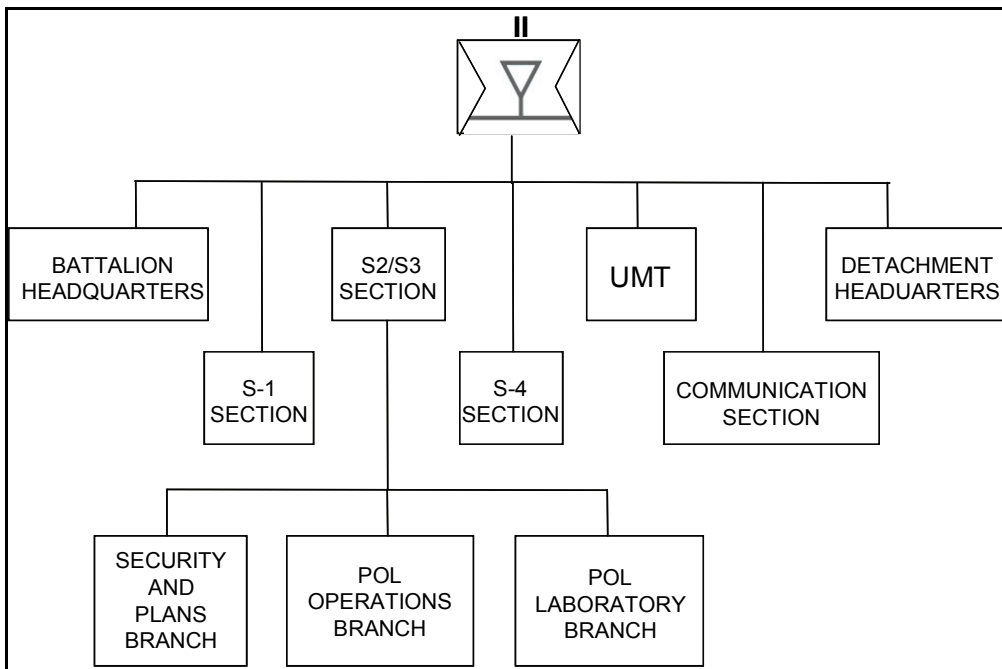 II
BATTALION
HEADQUARTERS
S2/S3
SECTION
UMT
DETACHMENT
HEADUARTERS
S-1
SECTION
S-4
SECTION
COMMUNICATION
SECTION
SECURITY
AND
PLANS
BRANCH
POL
OPERATIONS
BRANCH
POL
LABORATORY
BRANCH